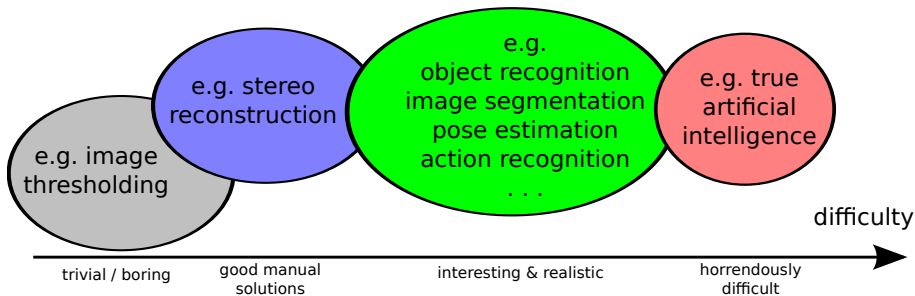 e.g. image
thresholding
e.g. stereo
reconstruction
e.g.
object recognition
image segmentation
pose estimation
action recognition
. . .
e.g. true
artificial
intelligence
difficulty
trivial / boring
good manual
solutions
interesting & realistic
horrendously
difficult